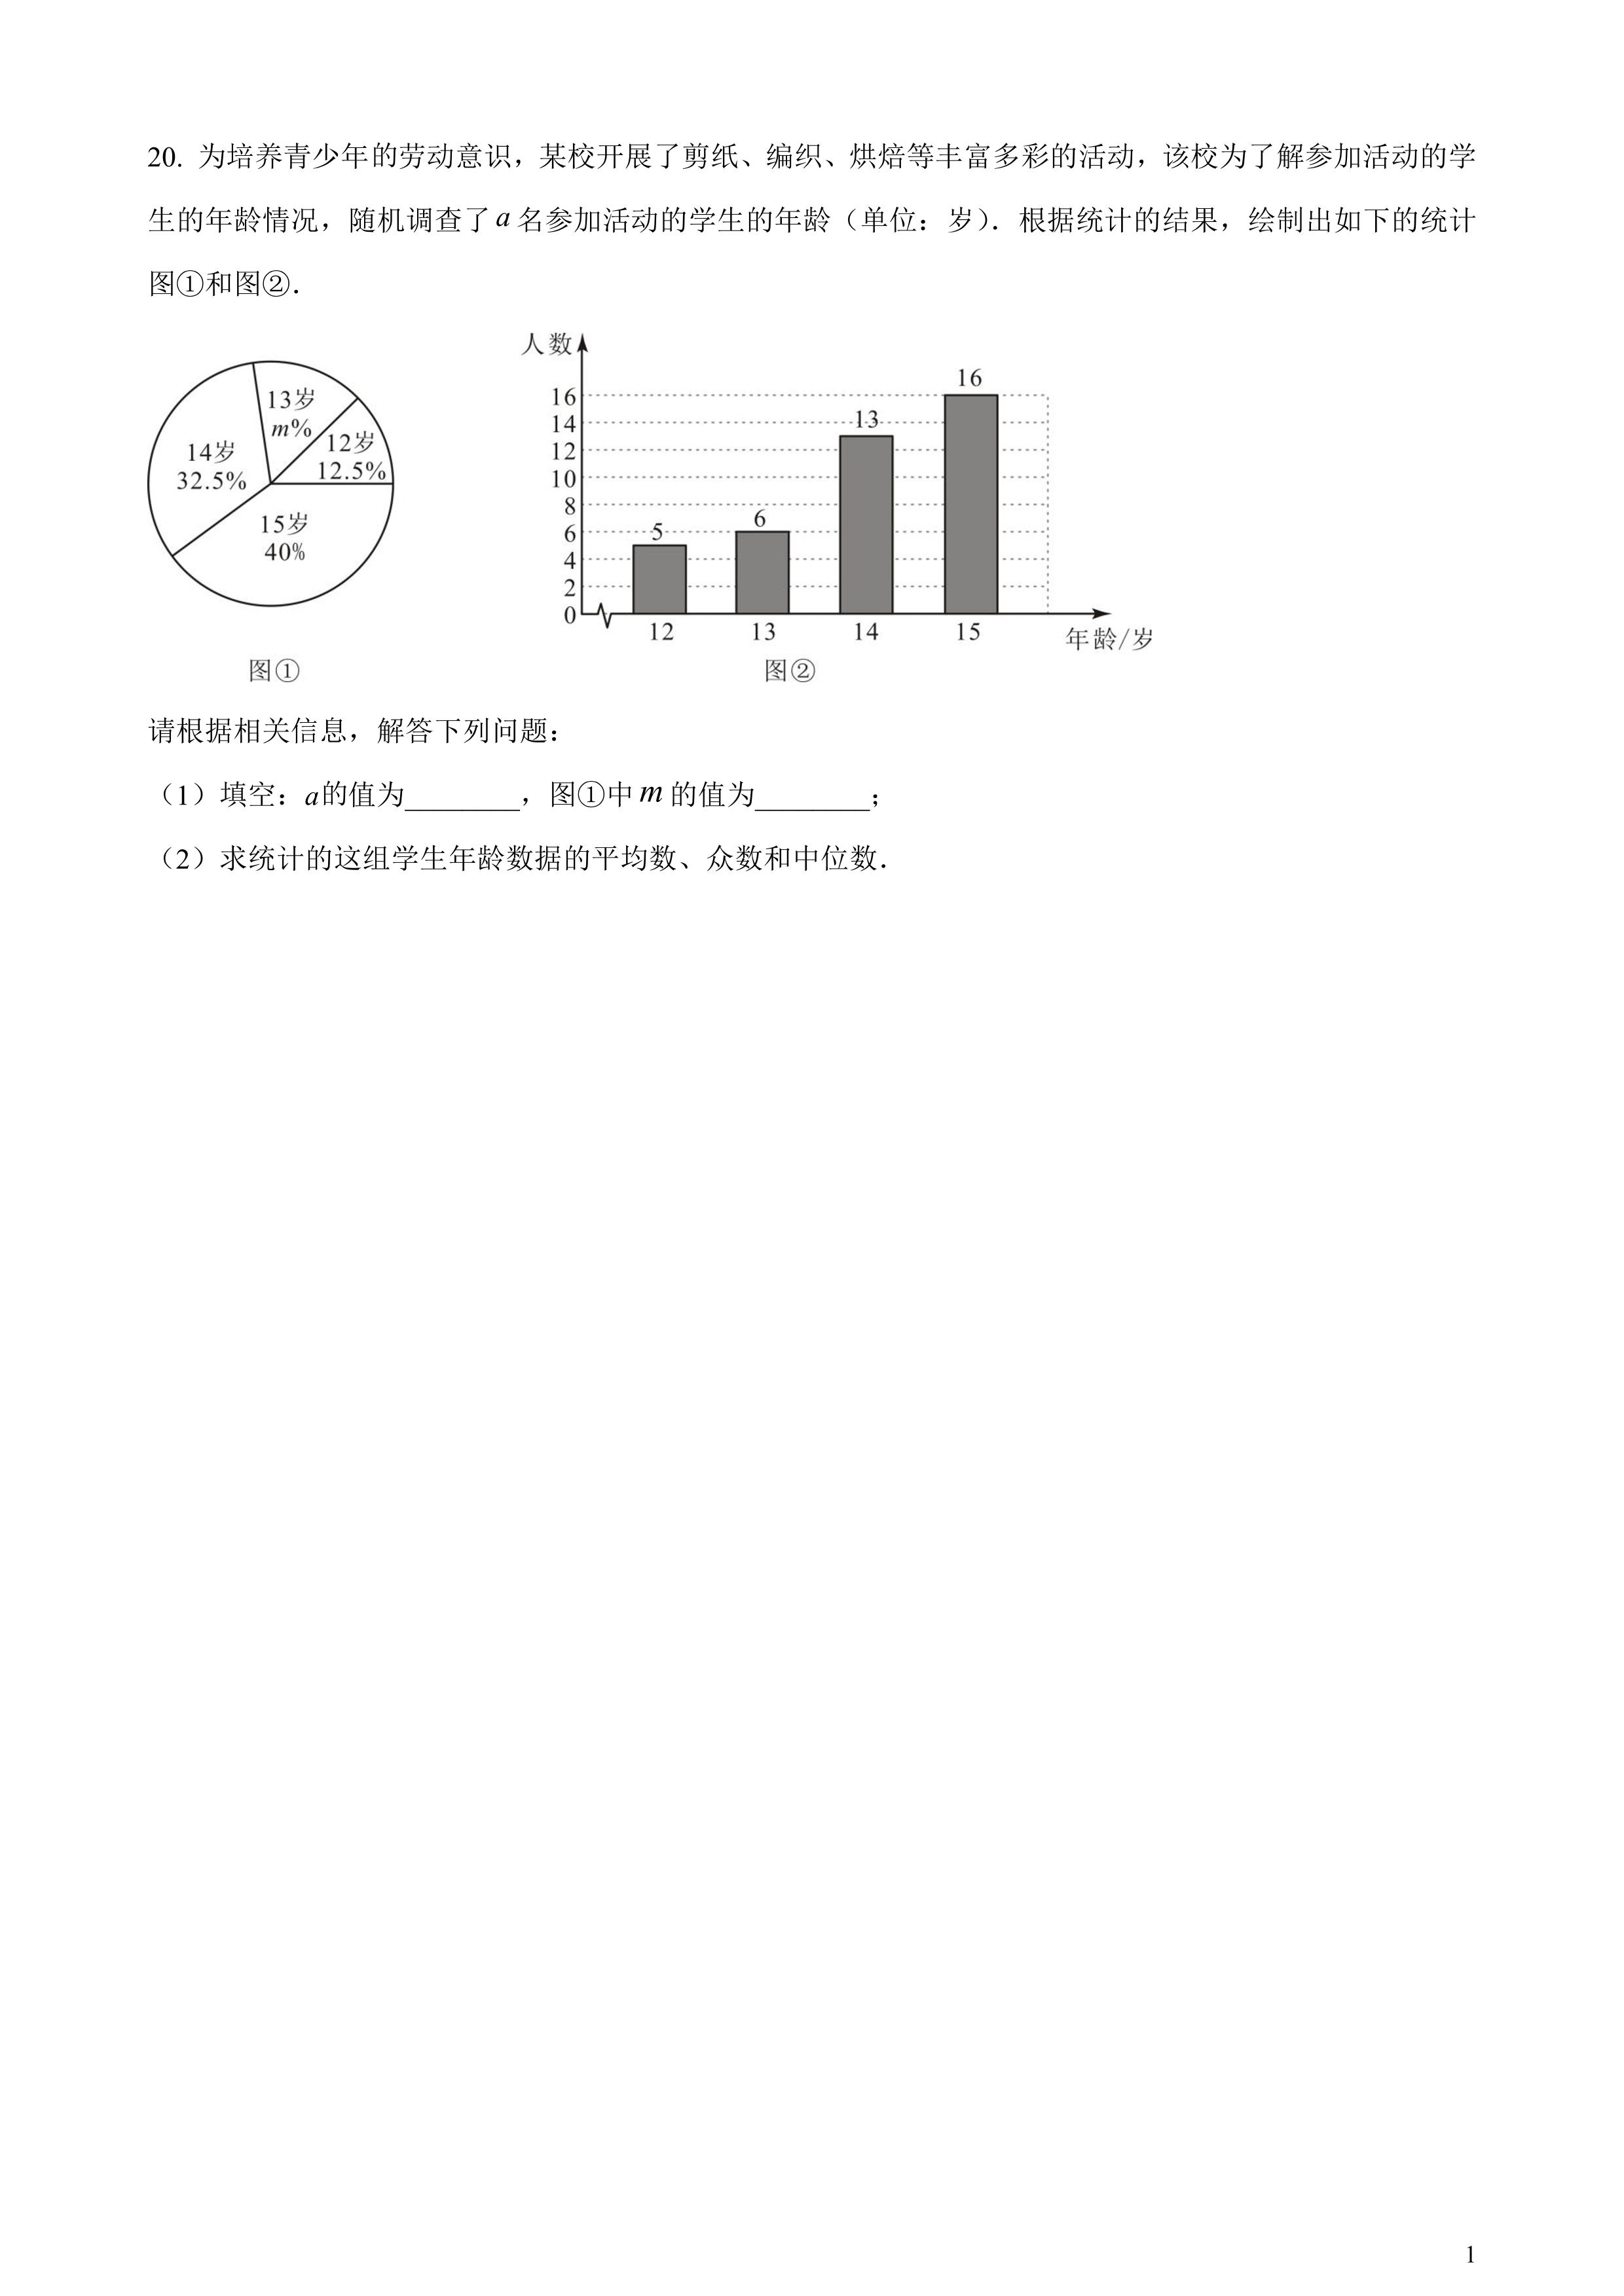 20. 为培养青少年的劳动意识，某校开展了剪纸、编织、烘焙等丰富多彩的活动，该校为了解参加活动的学
生的年龄情况，随机调查了 a 名参加活动的学生的年龄（单位：岁）. 根据统计的结果，绘制出如下的统计
图①和图②.
13岁
m%
12岁
12.5%
14岁
32.5%
15岁
40%
图①
人数
16
14
12
10
8
6
4
2
0
5
6
13
16
12
13
14
15
年龄/岁
图②
请根据相关信息，解答下列问题：
（1）填空：a的值为________，图①中 m 的值为________；
（2）求统计的这组学生年龄数据的平均数、众数和中位数.
1